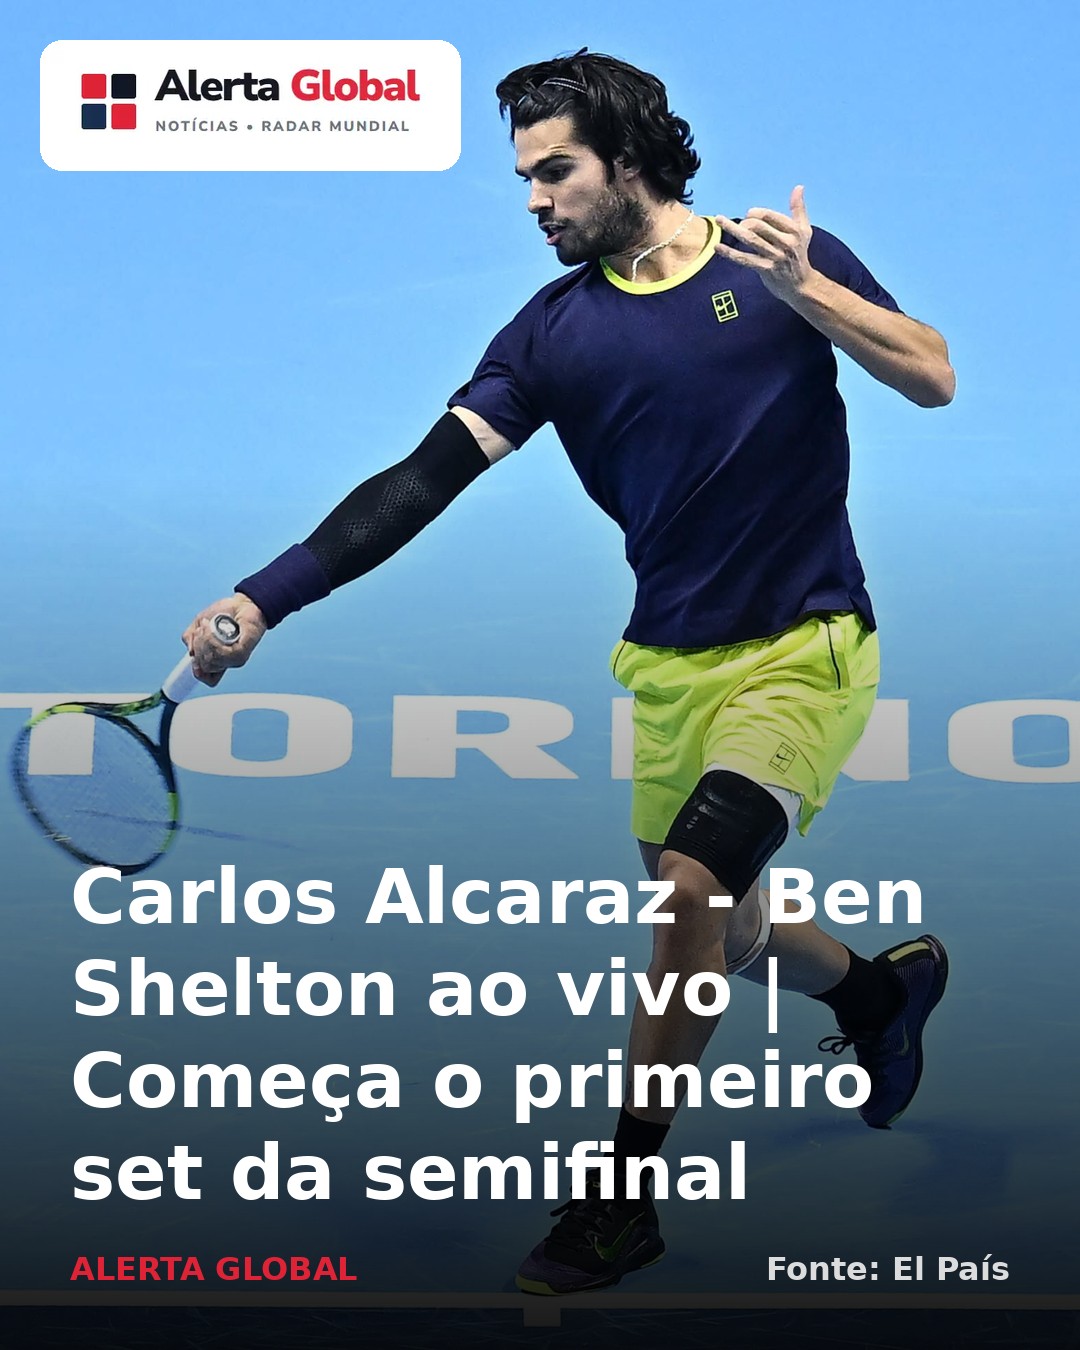 Alerta Global
NOTÍCIAS • RADAR MUNDIAL
TORINO
Carlos Alcaraz - Ben
Shelton ao vivo |
Começa o primeiro
set da semifinal
ALERTA GLOBAL
Fonte: El País